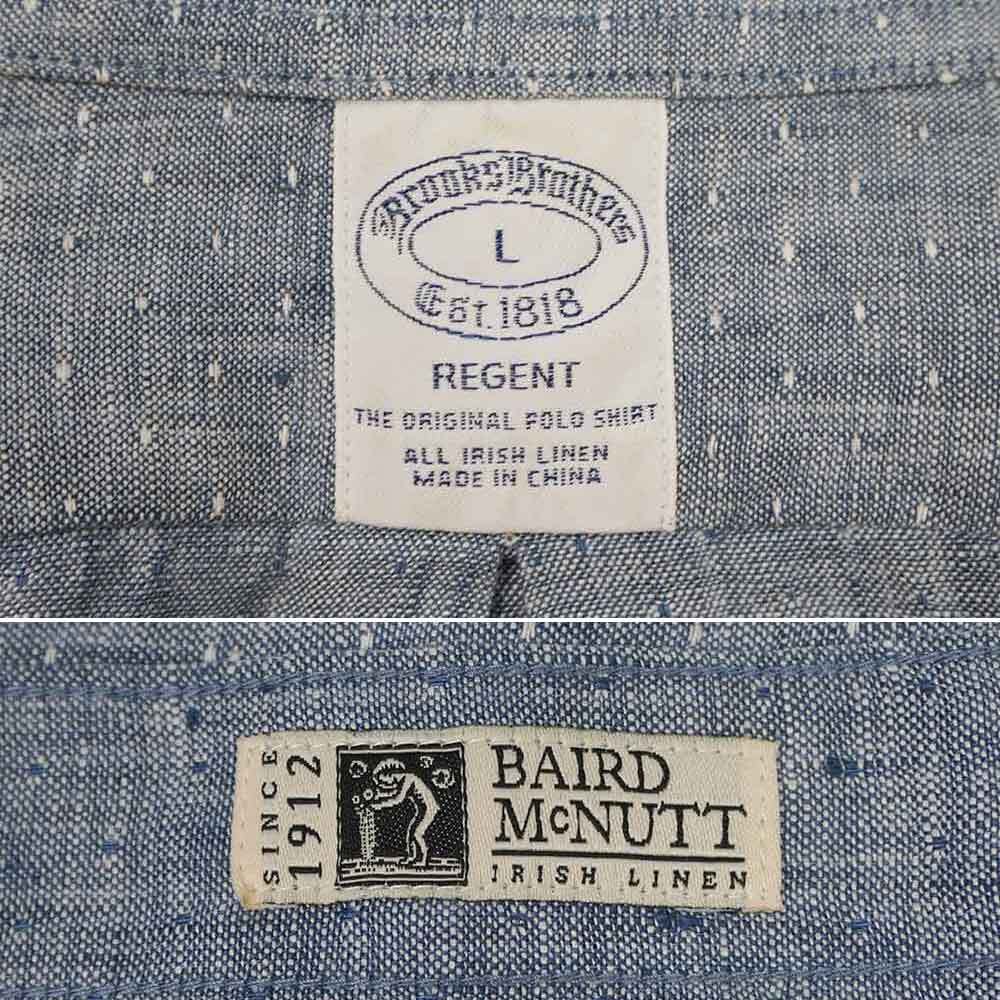 Brooks Brothers
L
Est. 1818
REGENT
THE ORIGINAL POLO SHIRT
ALL IRISH LINEN
MADE IN CHINA
SINCE
1912
BAIRD
McNUTT
IRISH LINEN